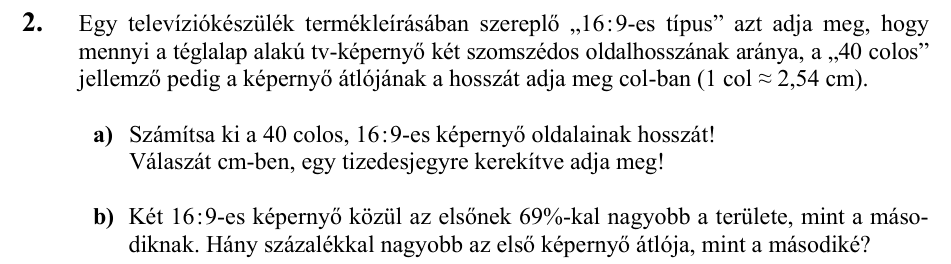 2. Egy televíziókészülék termékleírásában szereplő „16:9-es típus” azt adja meg, hogy
mennyi a téglalap alakú tv-képernyő két szomszédos oldalhosszának aránya, a „40 colos”
jellemző pedig a képernyő átlójának a hosszát adja meg col-ban (1 col ≈ 2,54 cm).
a) Számítsa ki a 40 colos, 16:9-es képernyő oldalainak hosszát!
Válaszát cm-ben, egy tizedesjegyre kerekítve adja meg!
b) Két 16:9-es képernyő közül az elsőnek 69%-kal nagyobb a területe, mint a máso-
diknak. Hány százalékkal nagyobb az első képernyő átlója, mint a másodiké?